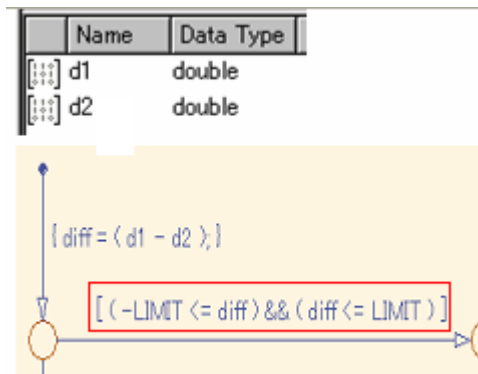 Name Data Type
d1 double
d2 double
{ diff = ( d1 - d2 ); }
[ ( -LIMIT <= diff ) && ( diff <= LIMIT ) ]